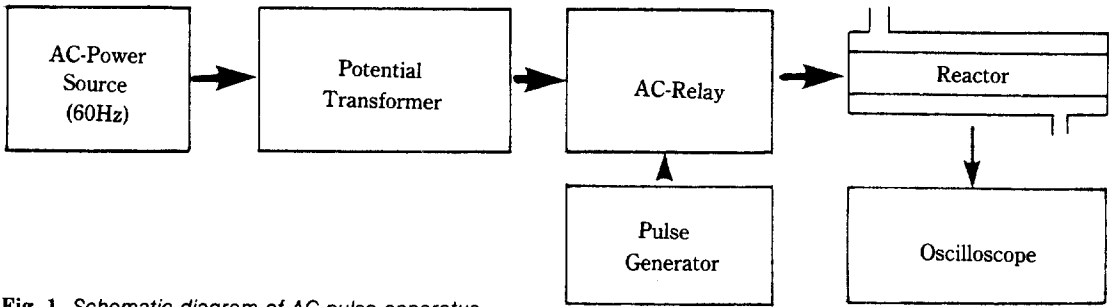 AC-Power
Source
(60Hz)
Potential
Transformer
AC-Relay
Reactor
Pulse
Generator
Oscilloscope
Fig. 1. Schematic diagram of AC pulse apparatus